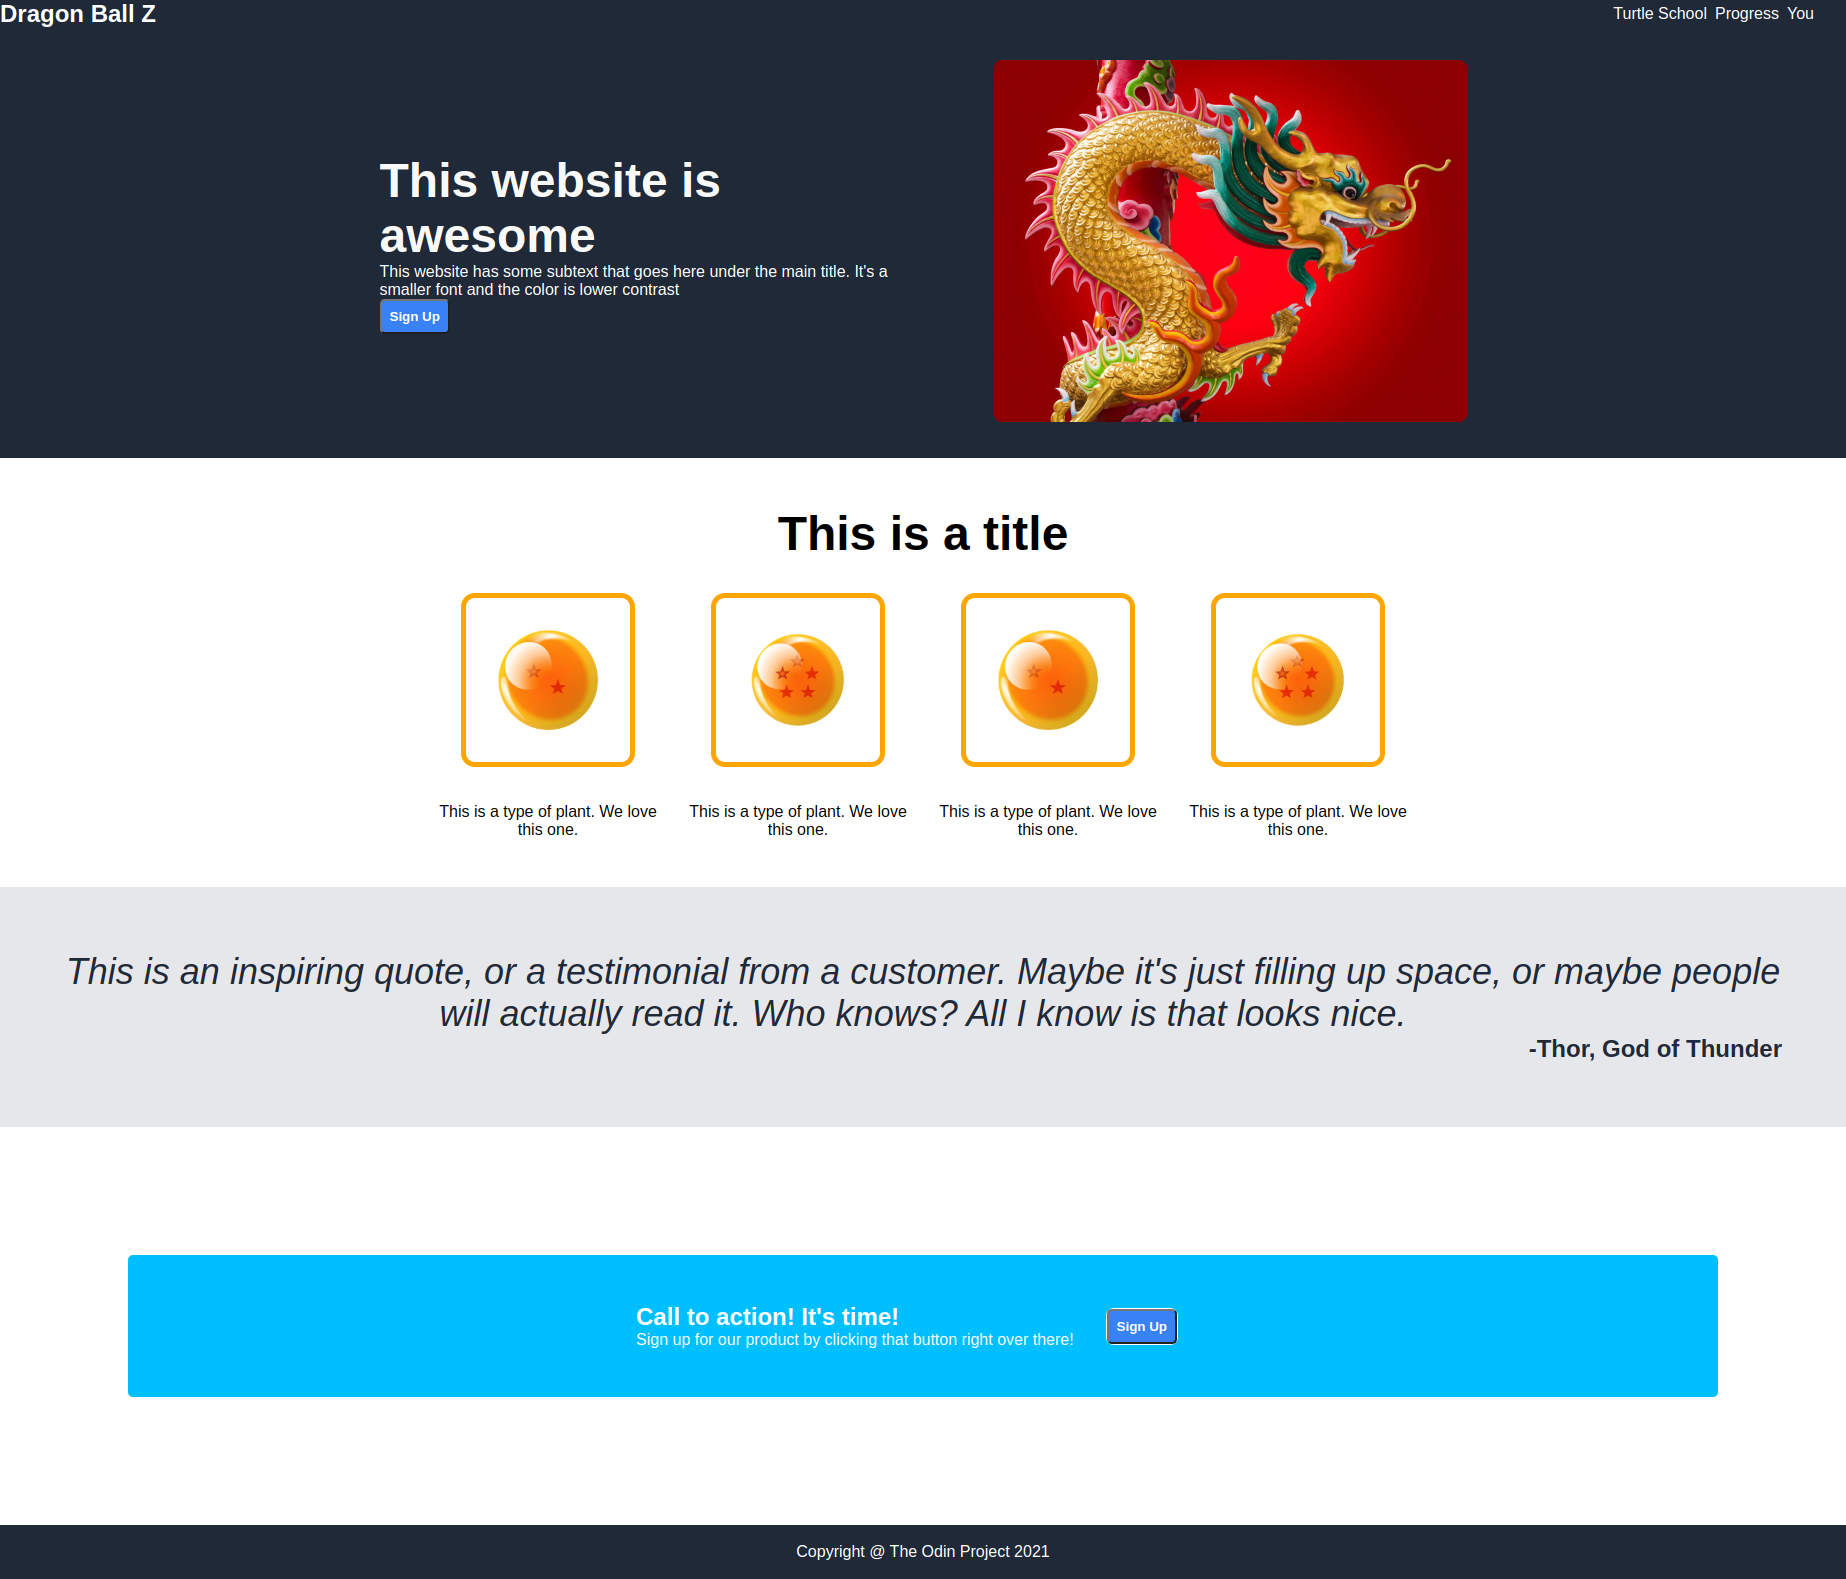 Dragon Ball Z
Turtle School Progress You
This website is
awesome
This website has some subtext that goes here under the main title. It's a
smaller font and the color is lower contrast
Sign Up
This is a title
This is a type of plant. We love
this one.
This is a type of plant. We love
this one.
This is a type of plant. We love
this one.
This is a type of plant. We love
this one.
This is an inspiring quote, or a testimonial from a customer. Maybe it's just filling up space, or maybe people
will actually read it. Who knows? All I know is that looks nice.
-Thor, God of Thunder
Call to action! It's time!
Sign up for our product by clicking that button right over there!
Sign Up
Copyright @ The Odin Project 2021